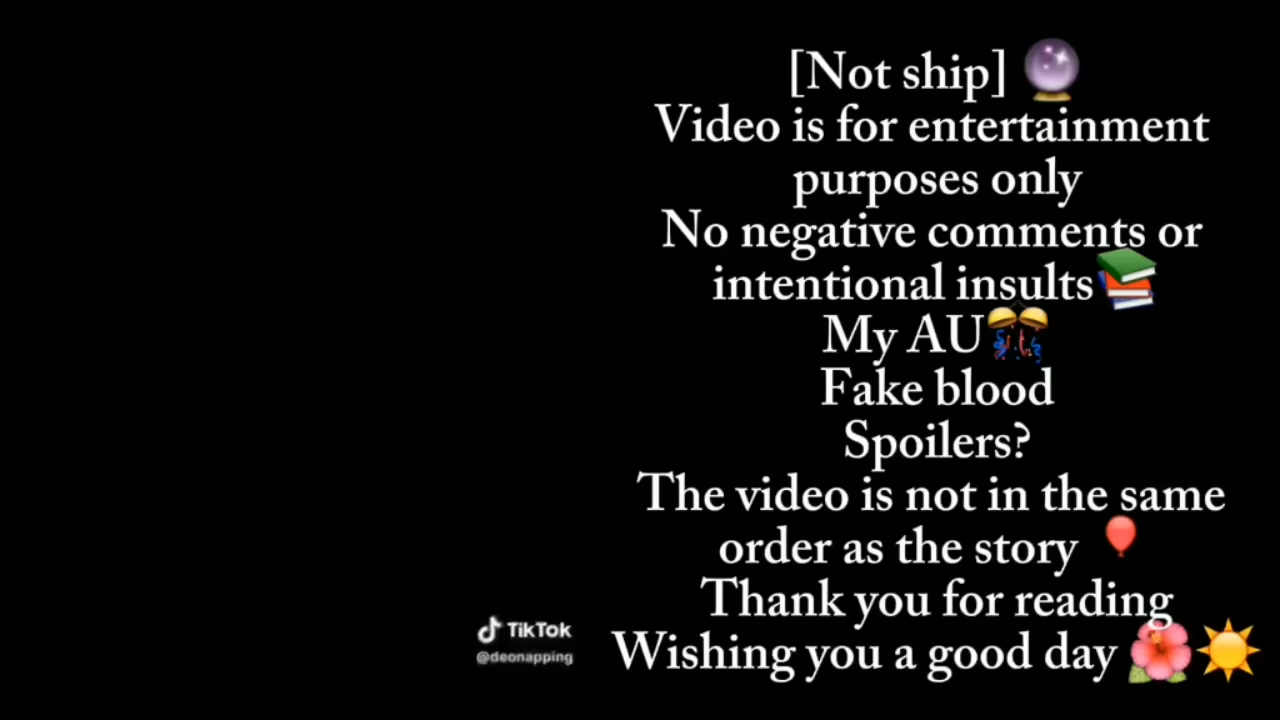 [Not ship] 🔮
Video is for entertainment
purposes only
No negative comments or
intentional insults📚
My AU🎊
Fake blood
Spoilers?
The video is not in the same
order as the story 🎈
Thank you for reading
Wishing you a good day 🌺☀️
TikTok
@deonapping